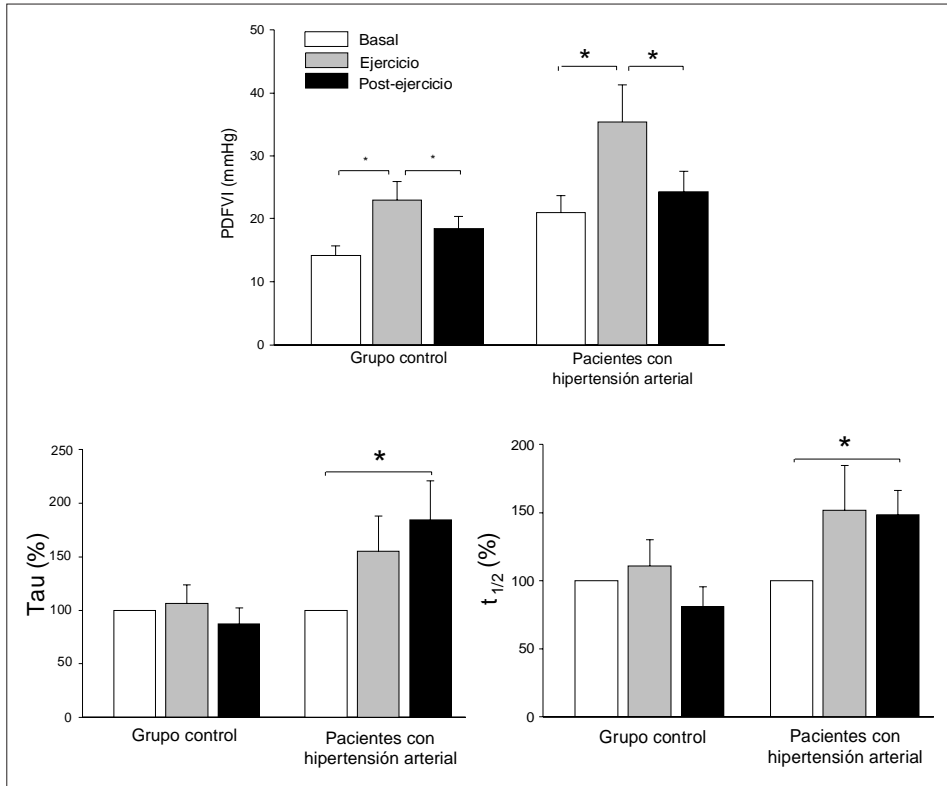 50
40
30
20
10
0
PDFVI (mmHg)
Basal
Ejercicio
Post-ejercicio
* *
* *
Grupo control
Pacientes con
hipertensión arterial
250
200
150
100
50
0
Tau (%)
*
Grupo control
Pacientes con
hipertensión arterial
200
150
100
50
0
t1/2 (%)
*
Grupo control
Pacientes con
hipertensión arterial